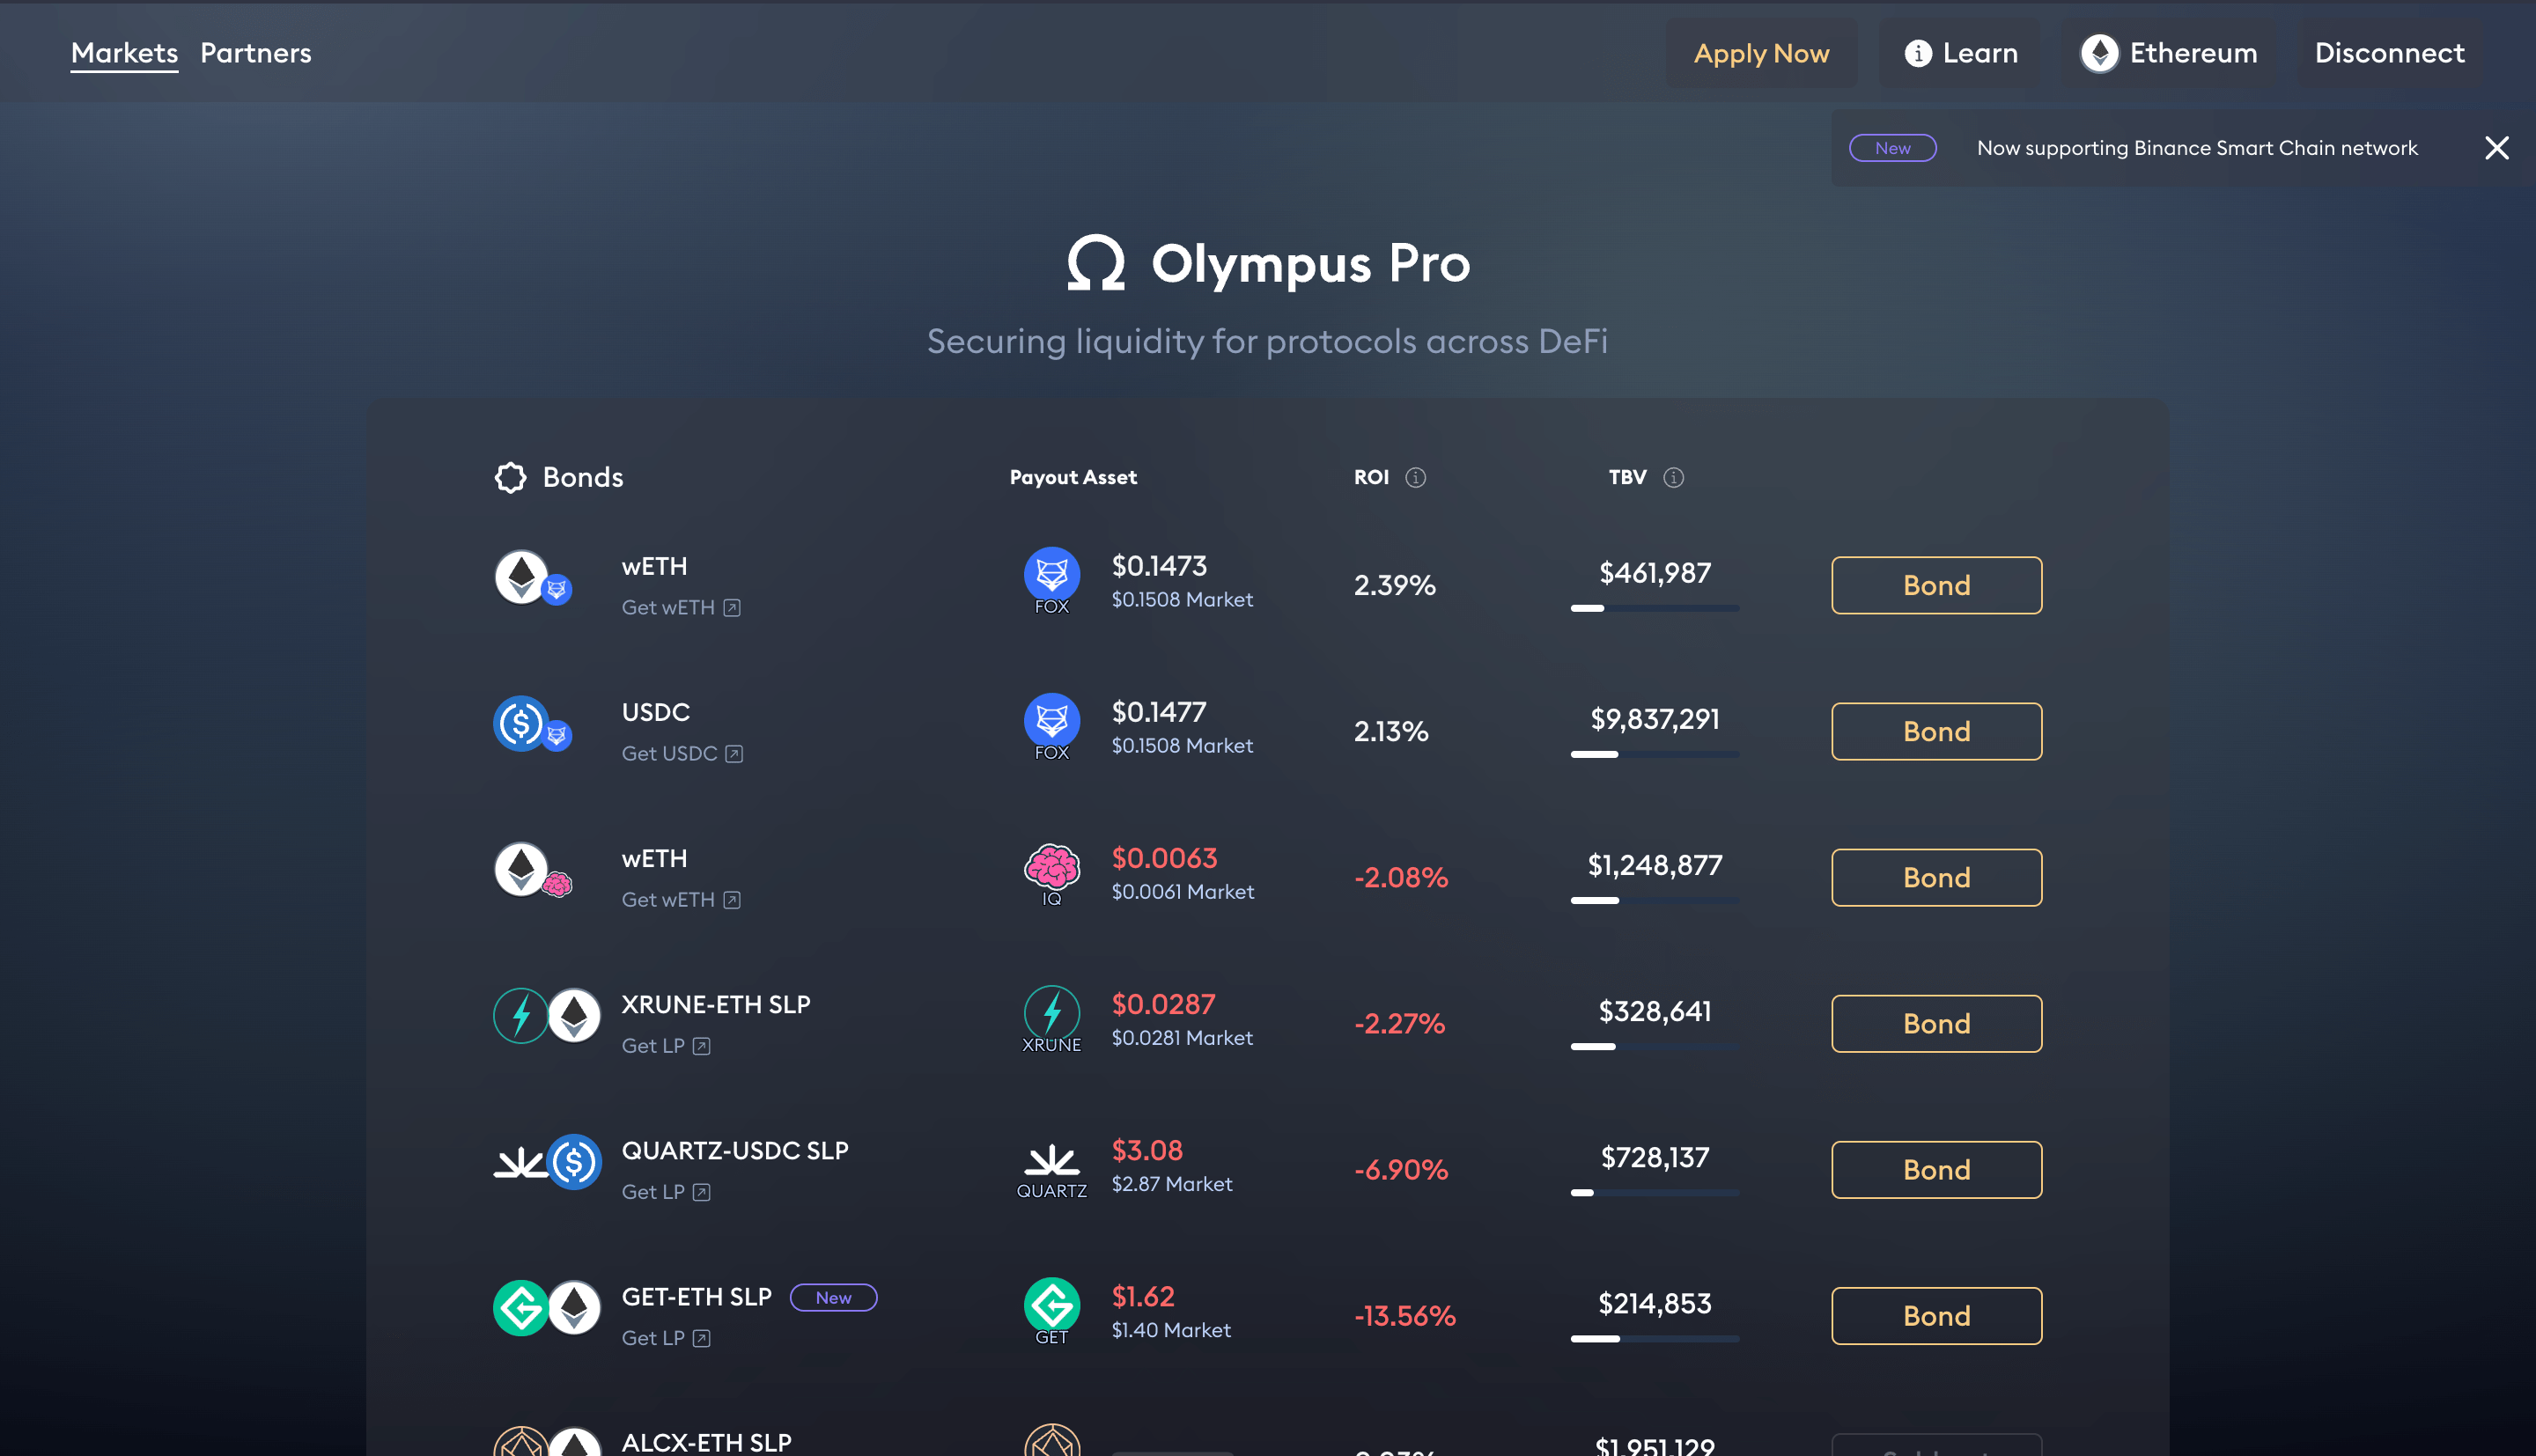 Markets Partners Apply Now Learn Ethereum Disconnect
New Now supporting Binance Smart Chain network
Olympus Pro
Securing liquidity for protocols across DeFi
Bonds Payout Asset ROI TBV
wETH
Get wETH
FOX
$0.1473
$0.1508 Market
2.39%
$461,987
Bond
USDC
Get USDC
FOX
$0.1477
$0.1508 Market
2.13%
$9,837,291
Bond
wETH
Get wETH
IQ
$0.0063
$0.0061 Market
-2.08%
$1,248,877
Bond
XRUNE-ETH SLP
Get LP
XRUNE
$0.0287
$0.0281 Market
-2.27%
$328,641
Bond
QUARTZ-USDC SLP
Get LP
QUARTZ
$3.08
$2.87 Market
-6.90%
$728,137
Bond
GET-ETH SLP New
Get LP
GET
$1.62
$1.40 Market
-13.56%
$214,853
Bond
ALCX-ETH SLP
$1,951,129